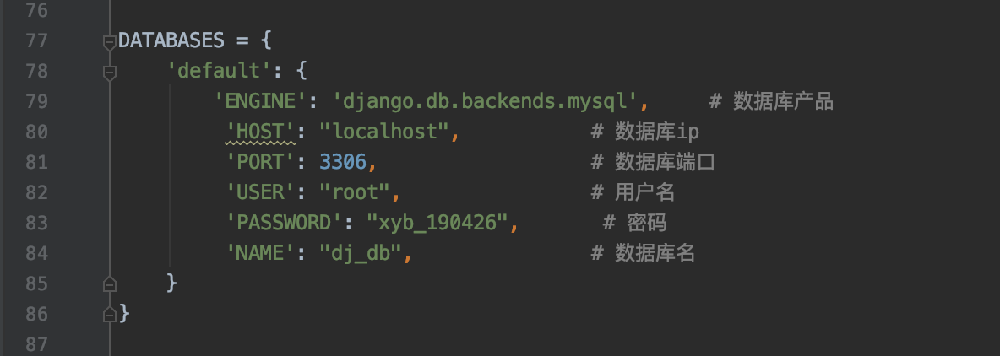 76
77 DATABASES = {
78     'default': {
79         'ENGINE': 'django.db.backends.mysql',     # 数据库产品
80          'HOST': "localhost",           # 数据库ip
81          'PORT': 3306,                  # 数据库端口
82          'USER': "root",                # 用户名
83          'PASSWORD': "xyb_190426",       # 密码
84          'NAME': "dj_db",               # 数据库名
85     }
86 }
87